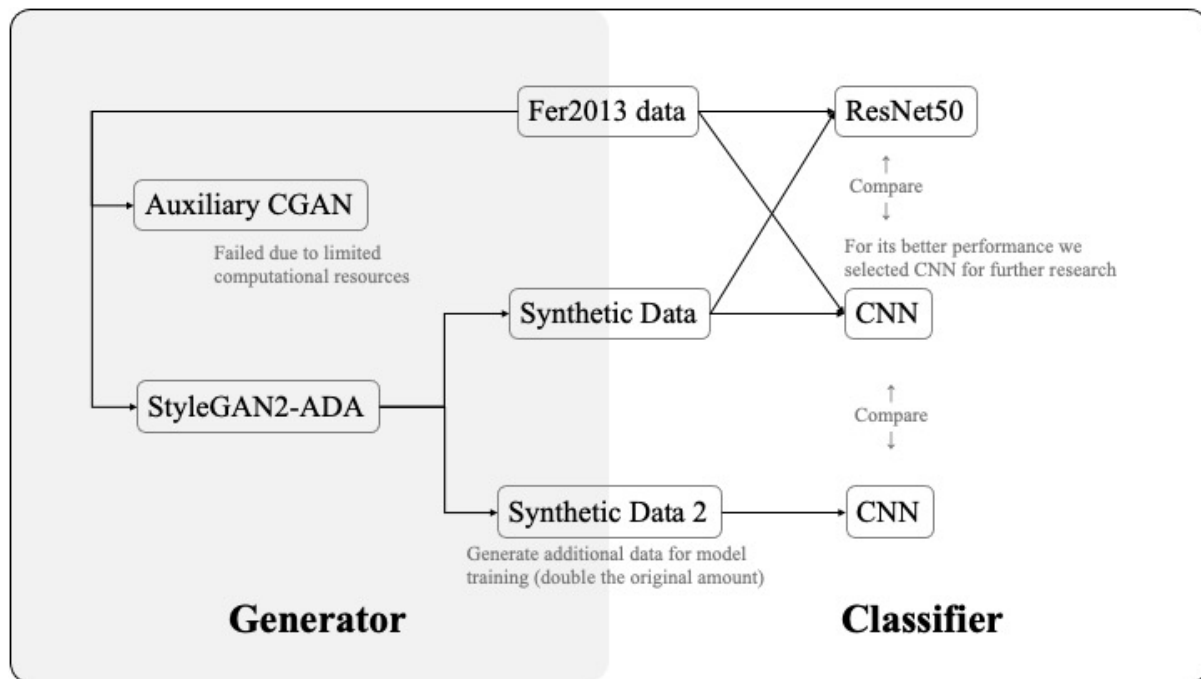 Fer2013 data
ResNet50
Auxiliary CGAN
↑
Compare
↓
Failed due to limited
computational resources
For its better performance we
selected CNN for further research
Synthetic Data
CNN
StyleGAN2-ADA
↑
Compare
↓
Synthetic Data 2
CNN
Generate additional data for model
training (double the original amount)
Generator
Classifier